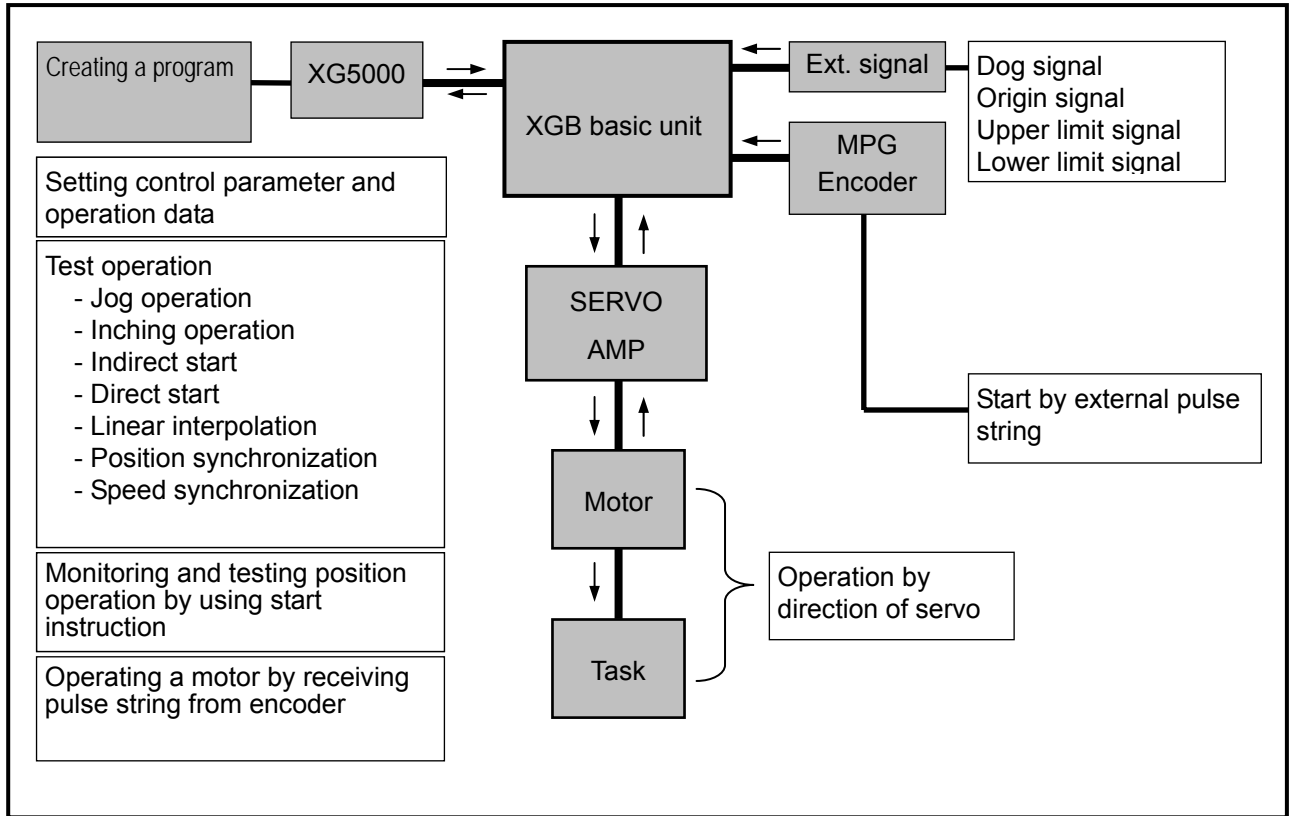 Creating a program
XG5000
XGB basic unit
Ext. signal
Dog signal
Origin signal
Upper limit signal
Lower limit signal
MPG
Encoder
Setting control parameter and
operation data
Test operation
- Jog operation
- Inching operation
- Indirect start
- Direct start
- Linear interpolation
- Position synchronization
- Speed synchronization
SERVO
AMP
Start by external pulse
string
Motor
Monitoring and testing position
operation by using start
instruction
Operation by
direction of servo
Task
Operating a motor by receiving
pulse string from encoder